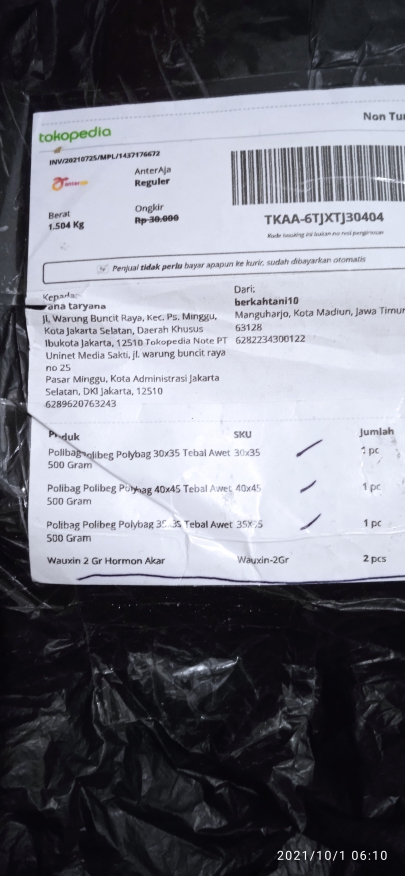 Non Tu
tokopedia
INV/20210725/MPL/1437176672
AnterAja
Reguler
anteraja
Berat
1.504 Kg
Ongkir
Rp 30.000
TKAA-6TJXTJ30404
Kode booking ini bukan no resi pengiriman
Penjual tidak perlu bayar apapun ke kurir, sudah dibayarkan otomatis
Kepada:
ana taryana
Jl. Warung Buncit Raya, Kec. Ps. Minggu,
Kota Jakarta Selatan, Daerah Khusus
Ibukota Jakarta, 12510 Tokopedia Note PT
Uninet Media Sakti, jl. warung buncit raya
no 25
Pasar Minggu, Kota Administrasi Jakarta
Selatan, DKI Jakarta, 12510
6289620763243
Dari:
berkahtani10
Manguharjo, Kota Madiun, Jawa Timur
63128
6282234300122
Produk SKU Jumlah
Polibag Polibeg Polybag 30x35 Tebal Awet 30x35 1 pc
500 Gram
Polibag Polibeg Polybag 40x45 Tebal Awet 40x45 1 pc
500 Gram
Polibag Polibeg Polybag 35x35 Tebal Awet 35X35 1 pc
500 Gram
Wauxin 2 Gr Hormon Akar Wauxin-2Gr 2 pcs
2021/10/1 06:10